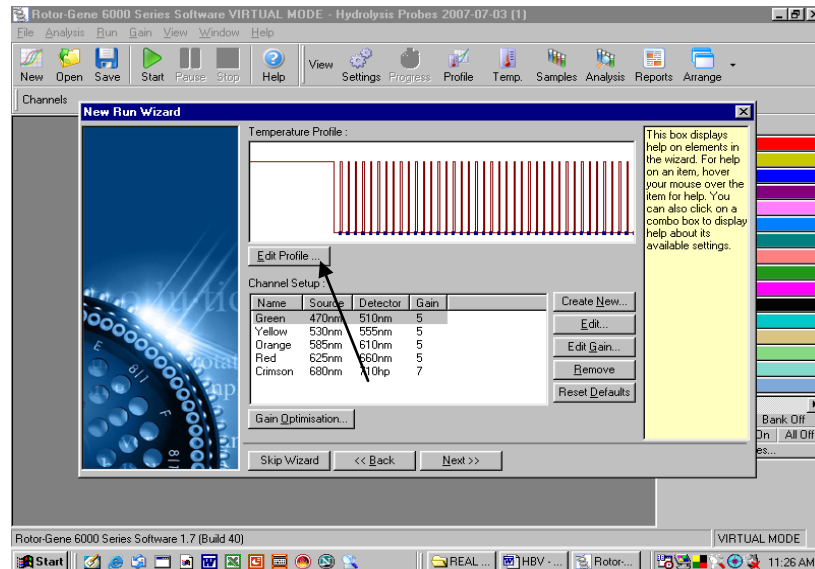 Rotor-Gene 6000 Series Software VIRTUAL MODE - Hydrolysis Probes 2007-07-03 (1)
File Analysis Run Gain View Window Help
New Open Save Start Pause Stop Help View Settings Progress Profile Temp. Samples Analysis Reports Arrange
Channels
New Run Wizard
Temperature Profile :
Edit Profile ...
Channel Setup :
Name Source Detector Gain
Green 470nm 510nm 5
Yellow 530nm 555nm 5
Orange 585nm 610nm 5
Red 625nm 660nm 5
Crimson 680nm 710hp 7
Create New...
Edit...
Edit Gain...
Remove
Reset Defaults
Gain Optimisation...
Skip Wizard << Back Next >>
This box displays
help on elements in
the wizard. For help
on an item, hover
your mouse over the
item for help. You
can also click on a
combo box to display
help about its
available settings.
Bank Off
On All Off
es...
Rotor-Gene 6000 Series Software 1.7 (Build 40) VIRTUAL MODE
Start REAL ... HBV - ... Rotor-... 11:26 AM